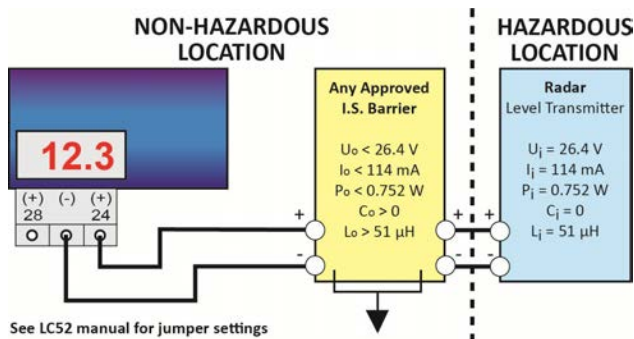 NON-HAZARDOUS
LOCATION
HAZARDOUS
LOCATION
12.3
(+) (-) (+)
28 24
Any Approved
I.S. Barrier
Uo < 26.4 V
Io < 114 mA
Po < 0.752 W
Co > 0
Lo > 51 µH
+
-
+
-
+
-
Radar
Level Transmitter
Ui = 26.4 V
Ii = 114 mA
Pi = 0.752 W
Ci = 0
Li = 51 µH
See LC52 manual for jumper settings